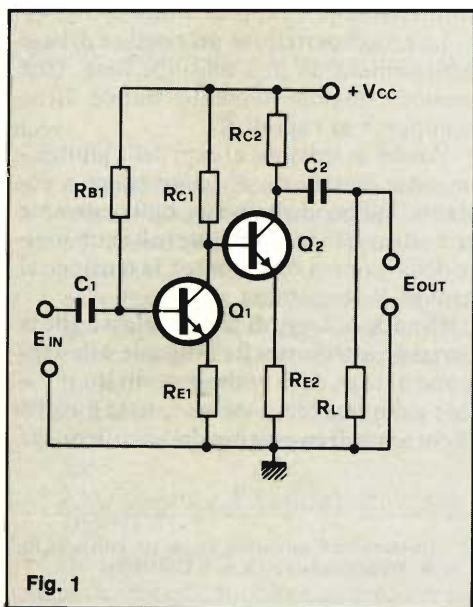 +VCC
RC2
C2
RB1
RC1
Q2
C1
EOUT
Q1
EIN
RE1
RE2
RL
Fig. 1